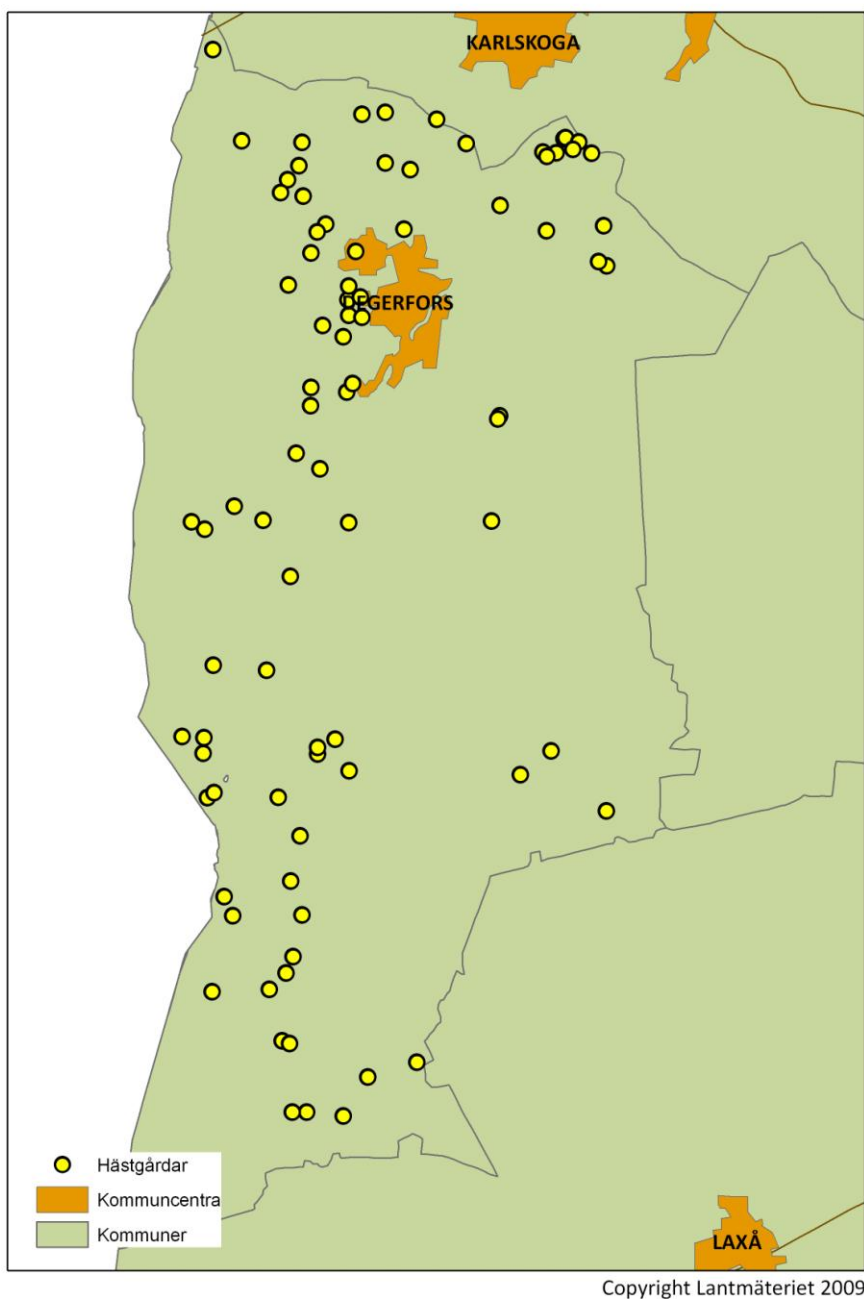 KARLSKOGA
DEGERFORS
Hästgårdar
Kommuncentra
Kommuner
LAXÅ
Copyright Lantmäteriet 2009